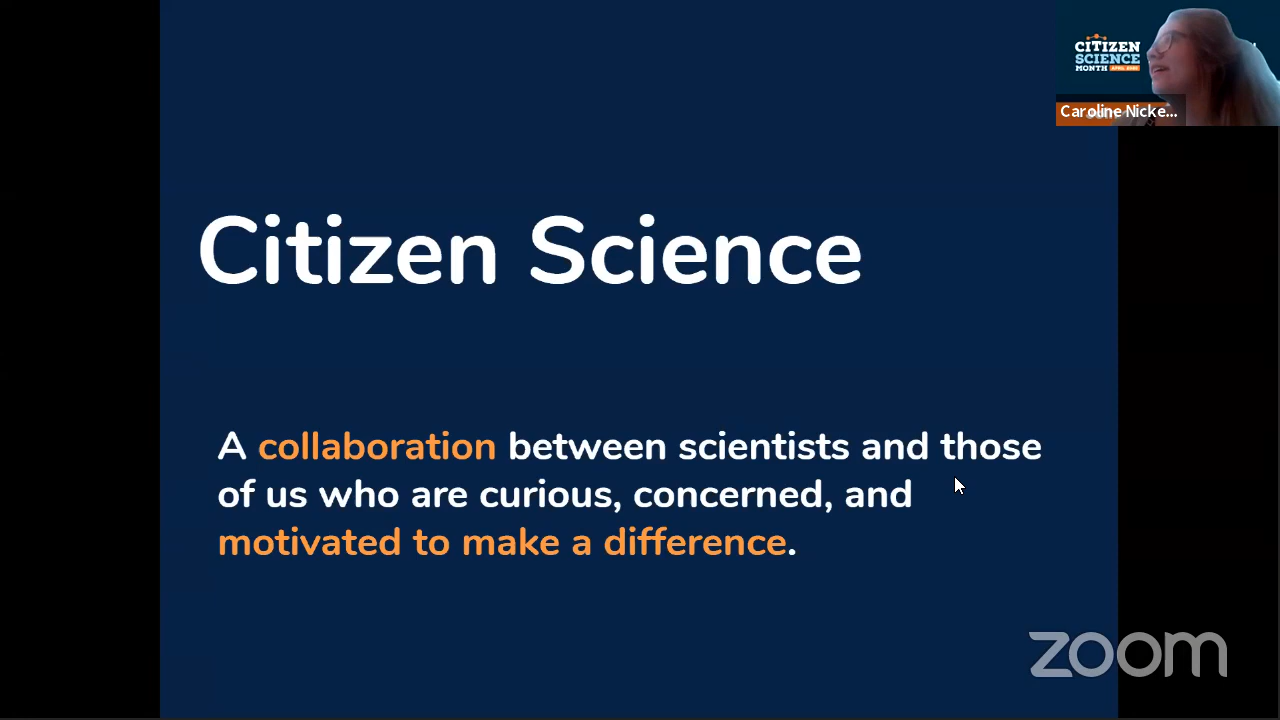 CITIZEN
SCIENCE
MONTH
Caroline Nicke...
Citizen Science
A collaboration between scientists and those
of us who are curious, concerned, and
motivated to make a difference.
zoom